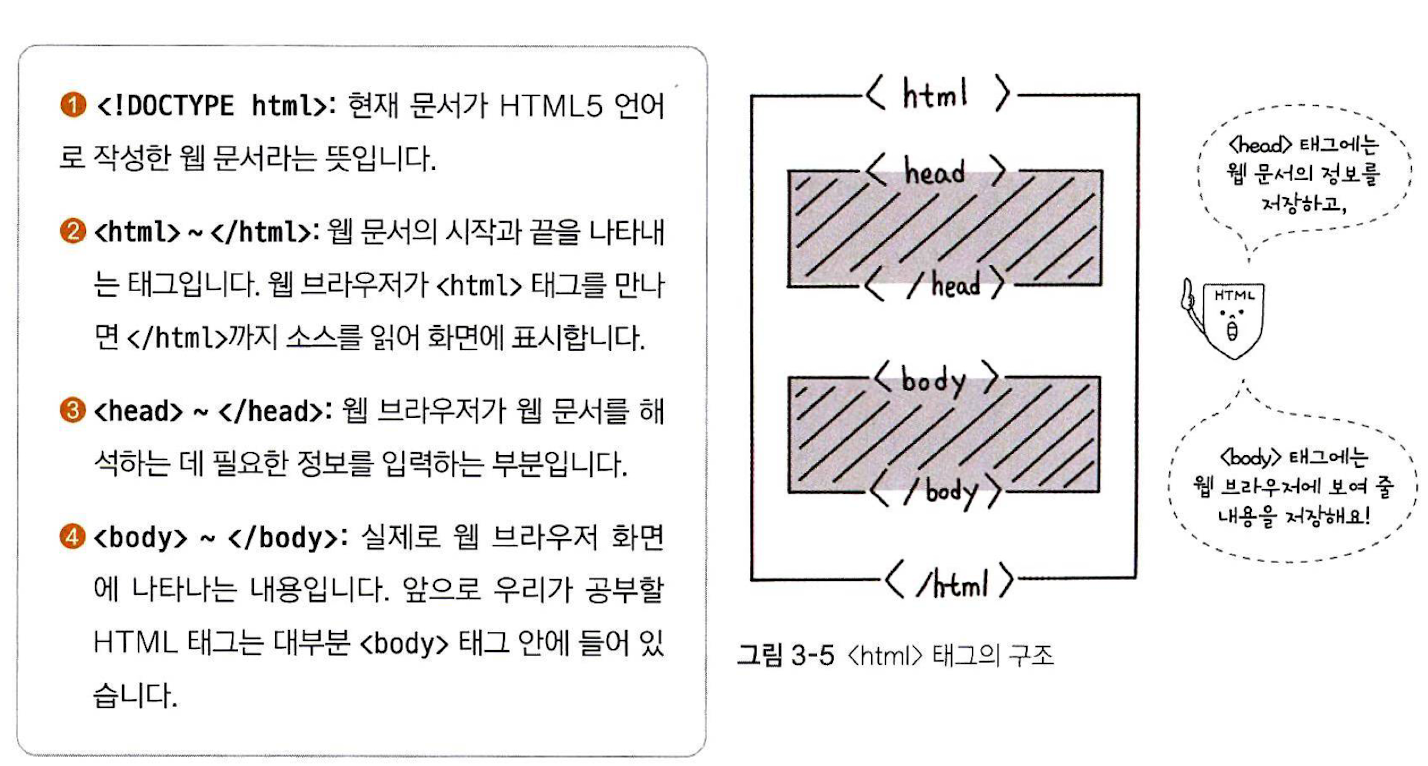 ❶ <!DOCTYPE html>: 현재 문서가 HTML5 언어
로 작성한 웹 문서라는 뜻입니다.
❷ <html> ~ </html>: 웹 문서의 시작과 끝을 나타내
는 태그입니다. 웹 브라우저가 <html> 태그를 만나
면 </html>까지 소스를 읽어 화면에 표시합니다.
❸ <head> ~ </head>: 웹 브라우저가 웹 문서를 해
석하는 데 필요한 정보를 입력하는 부분입니다.
❹ <body> ~ </body>: 실제로 웹 브라우저 화면
에 나타나는 내용입니다. 앞으로 우리가 공부할
HTML 태그는 대부분 <body> 태그 안에 들어 있
습니다.
< html >
< head >
< /head >
< body >
< /body >
< /html >
그림 3-5 <html> 태그의 구조
<head> 태그에는
웹 문서의 정보를
저장하고,
HTML
<body> 태그에는
웹 브라우저에 보여 줄
내용을 저장해요!